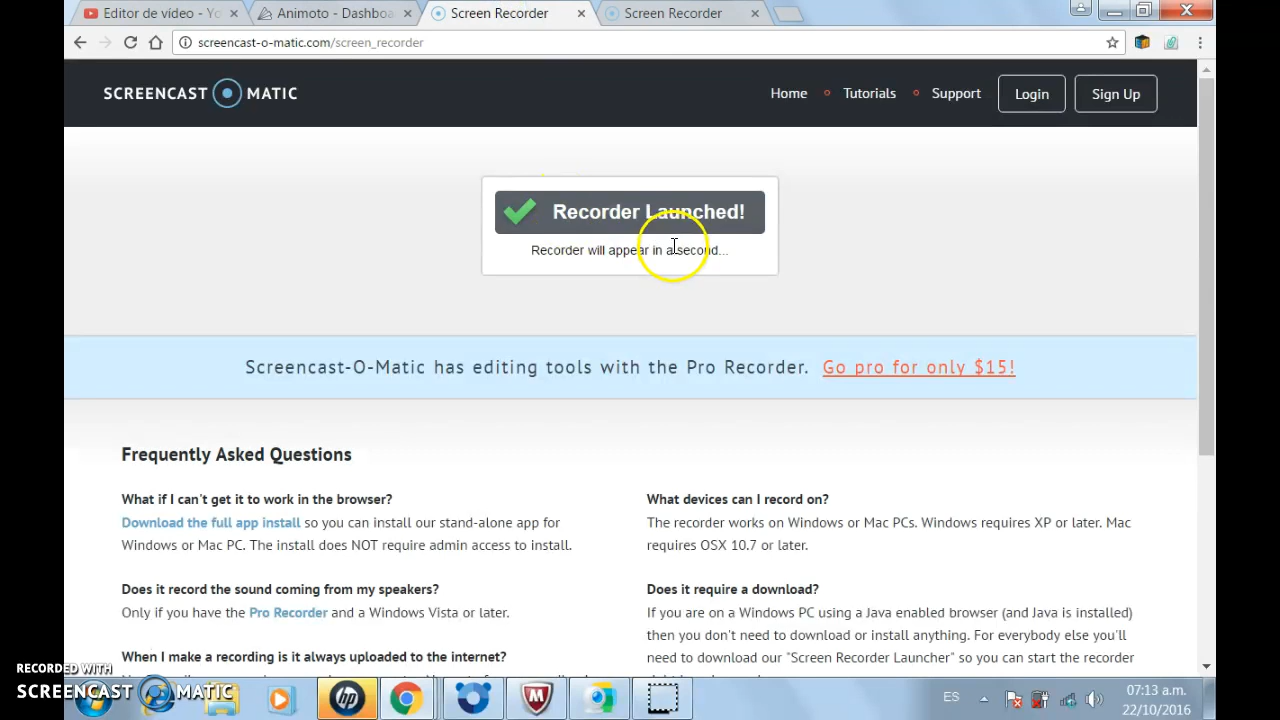 Editor de vídeo - Yo
Animoto - Dashboa
Screen Recorder
Screen Recorder
screencast-o-matic.com/screen_recorder
SCREENCAST MATIC
Home
Tutorials
Support
Login
Sign Up
Recorder Launched!
Recorder will appear in a second...
Screencast-O-Matic has editing tools with the Pro Recorder. Go pro for only $15!
Frequently Asked Questions
What if I can't get it to work in the browser?
Download the full app install so you can install our stand-alone app for
Windows or Mac PC. The install does NOT require admin access to install.
Does it record the sound coming from my speakers?
Only if you have the Pro Recorder and a Windows Vista or later.
When I make a recording is it always uploaded to the internet?
What devices can I record on?
The recorder works on Windows or Mac PCs. Windows requires XP or later. Mac
requires OSX 10.7 or later.
Does it require a download?
If you are on a Windows PC using a Java enabled browser (and Java is installed)
then you don't need to download or install anything. For everybody else you'll
need to download our "Screen Recorder Launcher" so you can start the recorder
RECORDED WITH
SCREENCAST MATIC
hp
ES
07:13 a.m.
22/10/2016